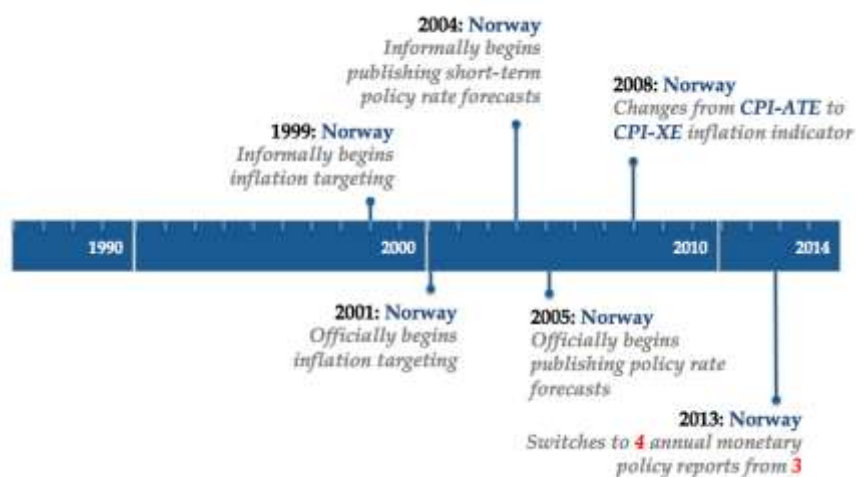 2004: Norway
Informally begins
publishing short-term
policy rate forecasts
2008: Norway
Changes from CPI-ATE to
CPI-XE inflation indicator
1999: Norway
Informally begins
inflation targeting
1990
2000
2010
2014
2001: Norway
Officially begins
inflation targeting
2005: Norway
Officially begins
publishing policy rate
forecasts
2013: Norway
Switches to 4 annual monetary
policy reports from 3